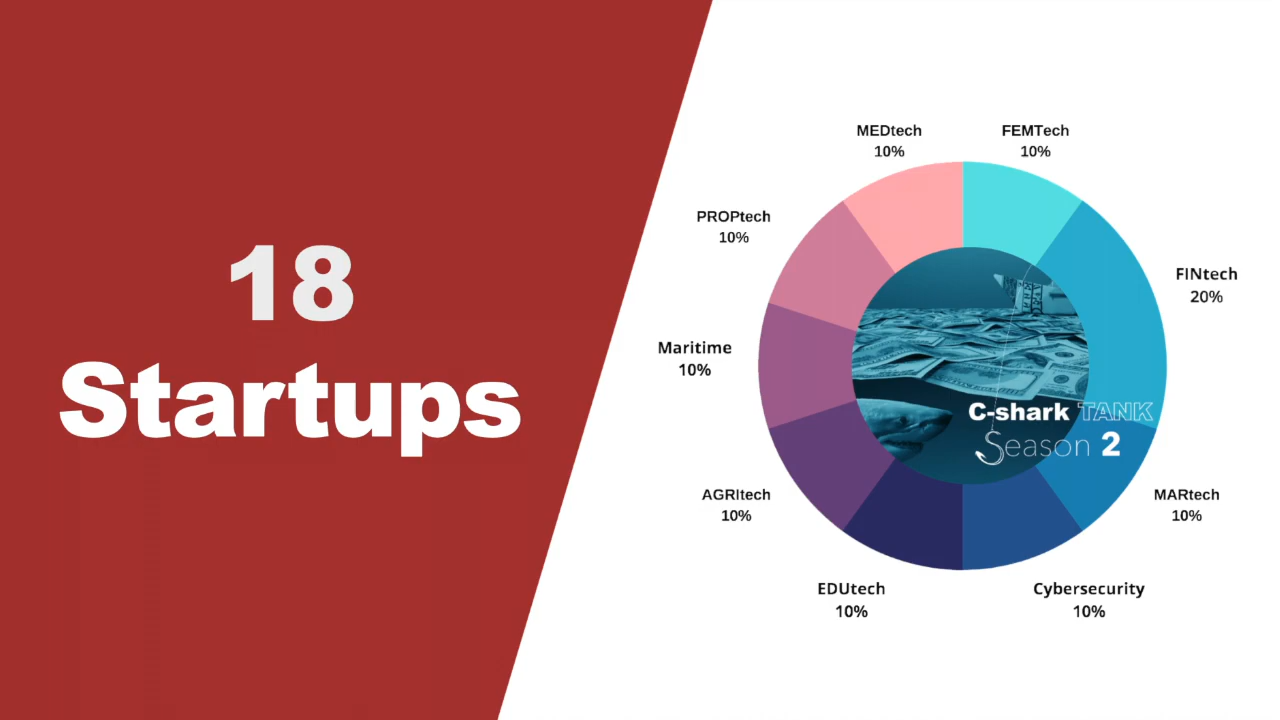 18
Startups
MEDtech
10%
FEMTech
10%
PROPtech
10%
FINtech
20%
Maritime
10%
C-shark TANK
Season 2
AGRItech
10%
MARtech
10%
EDUtech
10%
Cybersecurity
10%